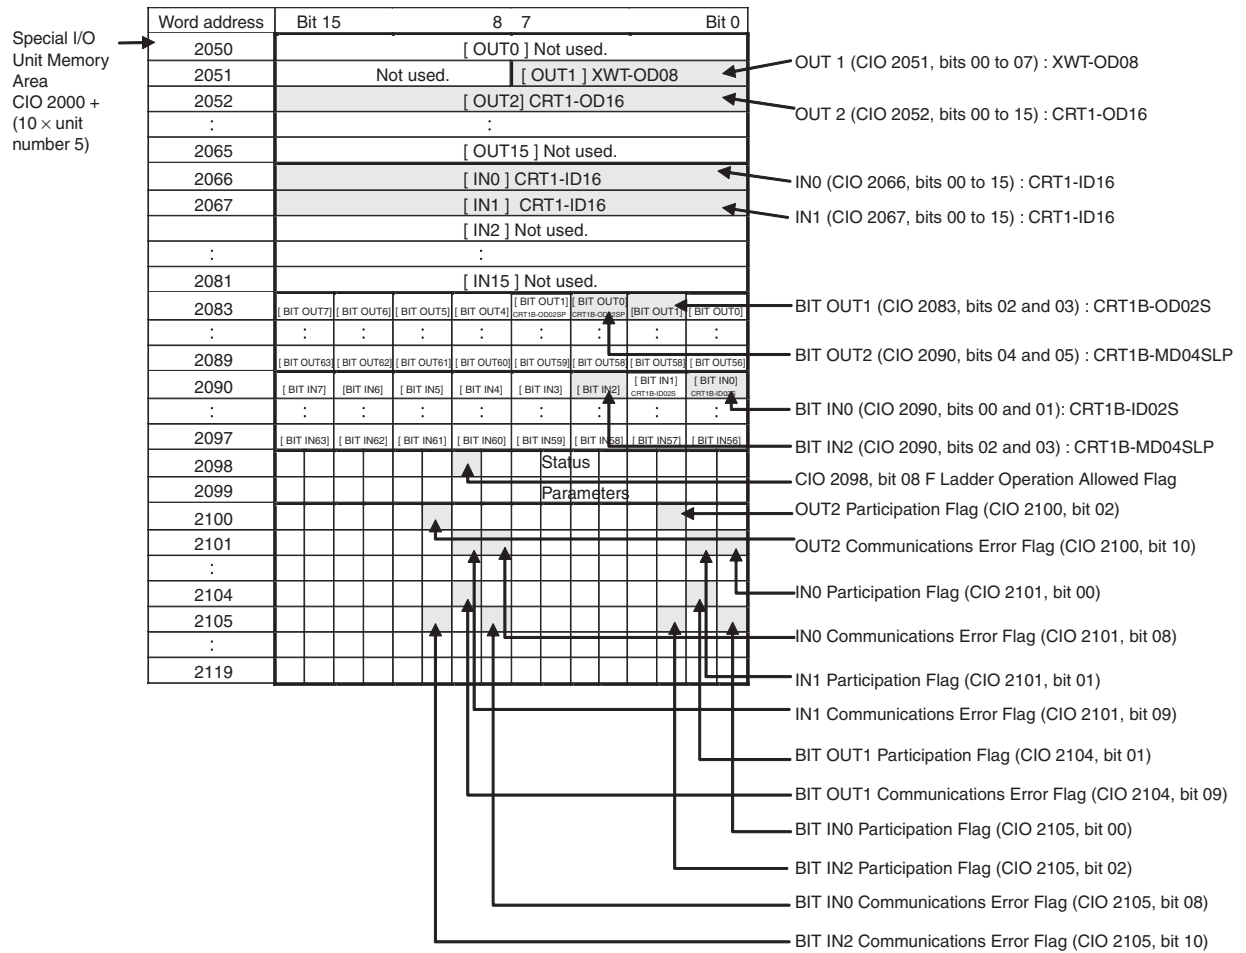 Special I/O
Unit Memory
Area
CIO 2000 +
(10 × unit
number 5)
Word address Bit 15 8 7 Bit 0
2050 [ OUT0 ] Not used.
2051 Not used. [ OUT1 ] XWT-OD08
2052 [ OUT2] CRT1-OD16
: :
2065 [ OUT15 ] Not used.
2066 [ IN0 ] CRT1-ID16
2067 [ IN1 ] CRT1-ID16
[ IN2 ] Not used.
: :
2081 [ IN15 ] Not used.
2083 [ BIT OUT7] [ BIT OUT6] [ BIT OUT5] [ BIT OUT4] [ BIT OUT1] CRT1B-OD02SP [ BIT OUT0] CRT1B-OD02SP [BIT OUT1] [ BIT OUT0]
: : : : : : : : :
2089 [ BIT OUT63] [ BIT OUT62] [ BIT OUT61] [ BIT OUT60] [ BIT OUT59] [ BIT OUT58] [ BIT OUT58] [ BIT OUT56]
2090 [ BIT IN7] [BIT IN6] [ BIT IN5] [ BIT IN4] [ BIT IN3] [ BIT IN2] [ BIT IN1] CRT1B-ID02S [ BIT IN0] CRT1B-ID02S
: : : : : : : : :
2097 [ BIT IN63] [ BIT IN62] [ BIT IN61] [ BIT IN60] [ BIT IN59] [ BIT IN58] [ BIT IN57] [ BIT IN56]
2098 Status
2099 Parameters
2100
2101
:
2104
2105
:
2119
OUT 1 (CIO 2051, bits 00 to 07) : XWT-OD08
OUT 2 (CIO 2052, bits 00 to 15) : CRT1-OD16
IN0 (CIO 2066, bits 00 to 15) : CRT1-ID16
IN1 (CIO 2067, bits 00 to 15) : CRT1-ID16
BIT OUT1 (CIO 2083, bits 02 and 03) : CRT1B-OD02S
BIT OUT2 (CIO 2090, bits 04 and 05) : CRT1B-MD04SLP
BIT IN0 (CIO 2090, bits 00 and 01): CRT1B-ID02S
BIT IN2 (CIO 2090, bits 02 and 03) : CRT1B-MD04SLP
CIO 2098, bit 08 F Ladder Operation Allowed Flag
OUT2 Participation Flag (CIO 2100, bit 02)
OUT2 Communications Error Flag (CIO 2100, bit 10)
IN0 Participation Flag (CIO 2101, bit 00)
IN0 Communications Error Flag (CIO 2101, bit 08)
IN1 Participation Flag (CIO 2101, bit 01)
IN1 Communications Error Flag (CIO 2101, bit 09)
BIT OUT1 Participation Flag (CIO 2104, bit 01)
BIT OUT1 Communications Error Flag (CIO 2104, bit 09)
BIT IN0 Participation Flag (CIO 2105, bit 00)
BIT IN2 Participation Flag (CIO 2105, bit 02)
BIT IN0 Communications Error Flag (CIO 2105, bit 08)
BIT IN2 Communications Error Flag (CIO 2105, bit 10)